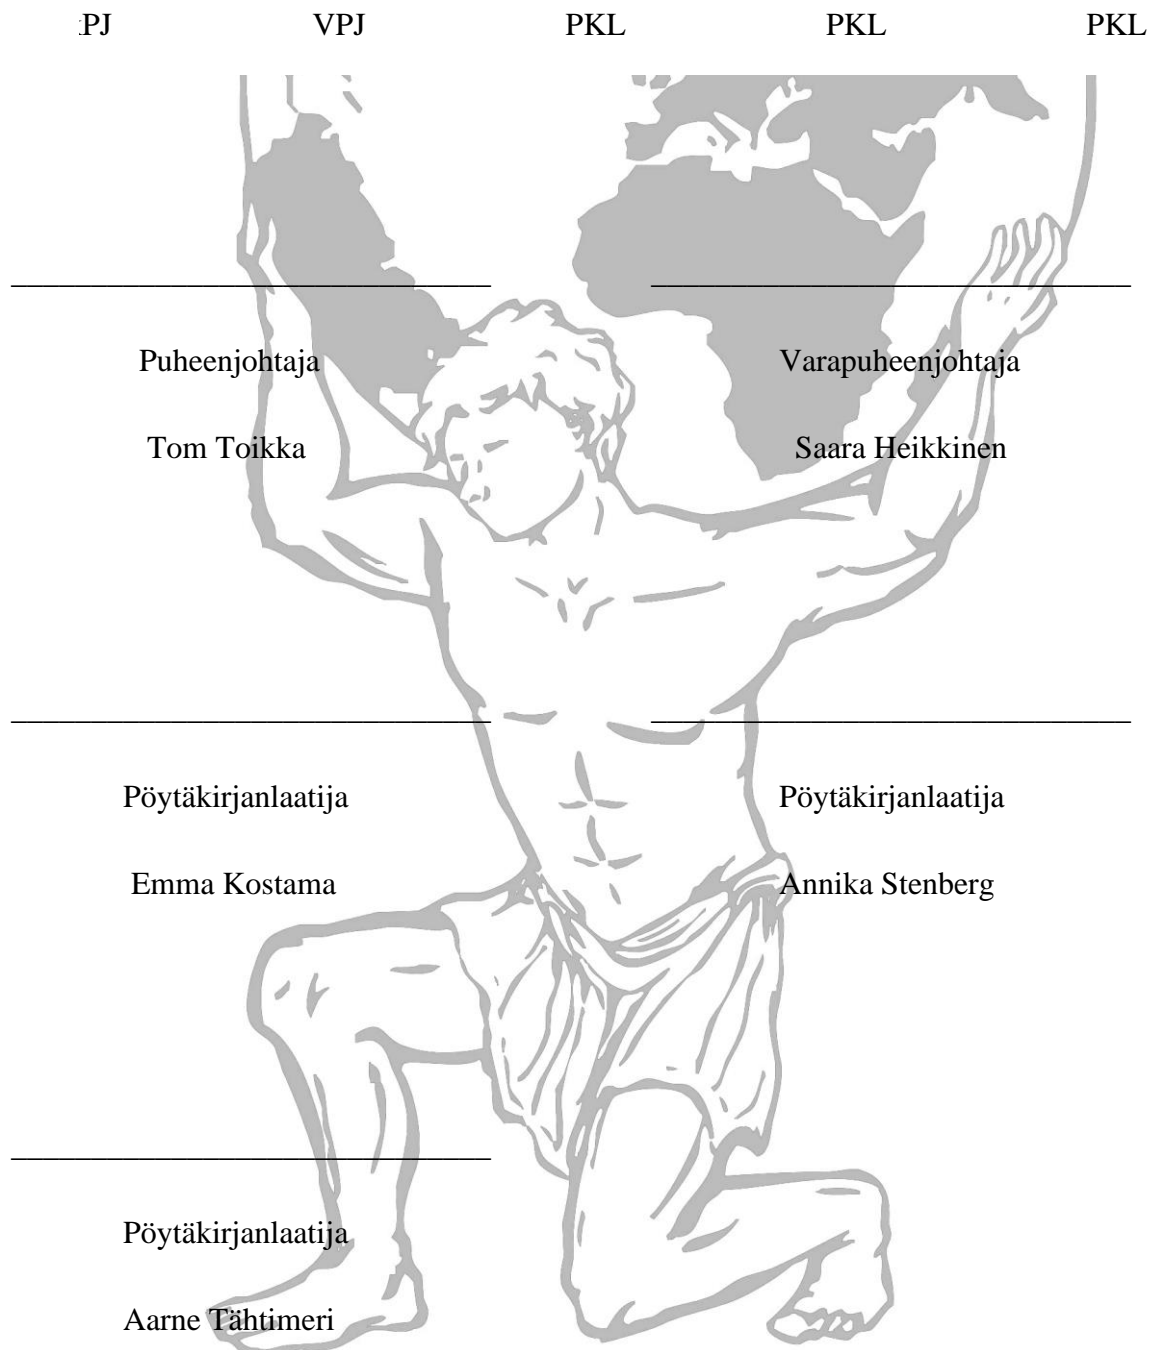 PJ VPJ PKL PKL PKL
Puheenjohtaja Varapuheenjohtaja
Tom Toikka Saara Heikkinen
Pöytäkirjanlaatija Pöytäkirjanlaatija
Emma Kostama Annika Stenberg
Pöytäkirjanlaatija
Aarne Tähtimeri